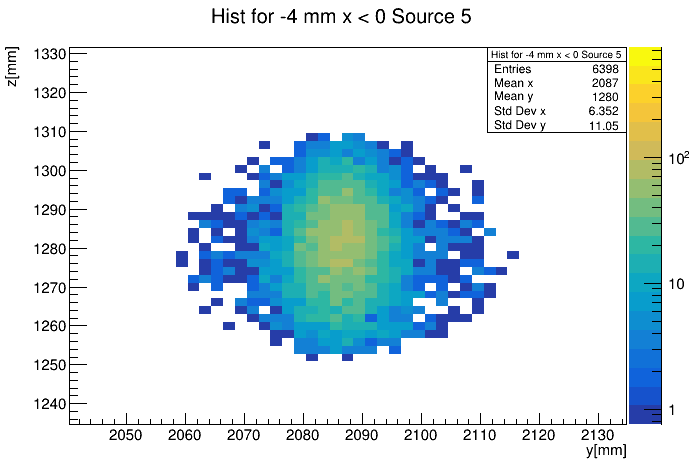 Hist for -4 mm x < 0 Source 5
z[mm]
1330
1320
1310
1300
1290
1280
1270
1260
1250
1240
Hist for -4 mm x < 0 Source 5
Entries 6398
Mean x 2087
Mean y 1280
Std Dev x 6.352
Std Dev y 11.05
10²
10
1
2050 2060 2070 2080 2090 2100 2110 2120 2130
y[mm]